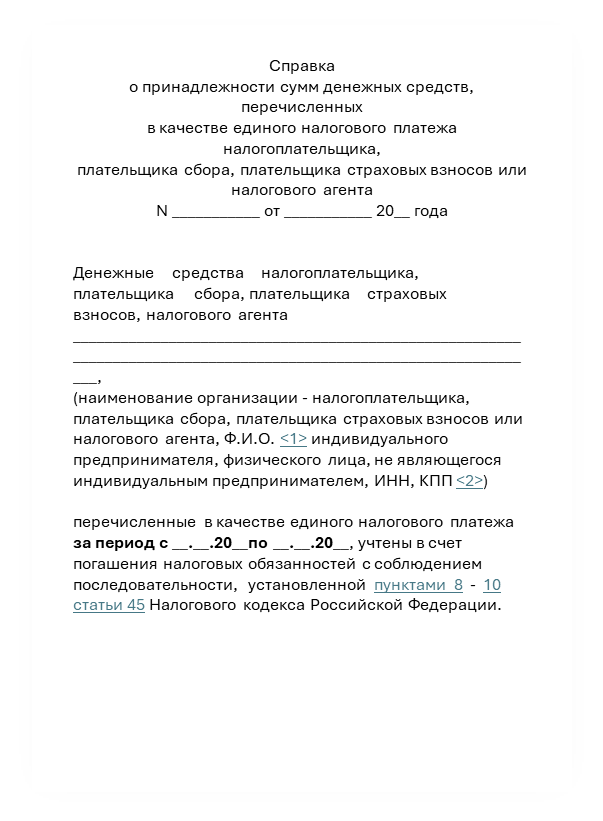 Справка
о принадлежности сумм денежных средств,
перечисленных
в качестве единого налогового платежа
налогоплательщика,
плательщика сбора, плательщика страховых взносов или
налогового агента
N ____________ от ____________ 20__ года
Денежные средства налогоплательщика,
плательщика сбора, плательщика страховых
взносов, налогового агента
________________________________________________________
________________________________________________________
___,
(наименование организации - налогоплательщика,
плательщика сбора, плательщика страховых взносов или
налогового агента, Ф.И.О. <1> индивидуального
предпринимателя, физического лица, не являющегося
индивидуальным предпринимателем, ИНН, КПП <2>)
перечисленные в качестве единого налогового платежа
за период с __.__.20__по __.__.20__, учтены в счет
погашения налоговых обязанностей с соблюдением
последовательности, установленной пунктами 8 - 10
статьи 45 Налогового кодекса Российской Федерации.